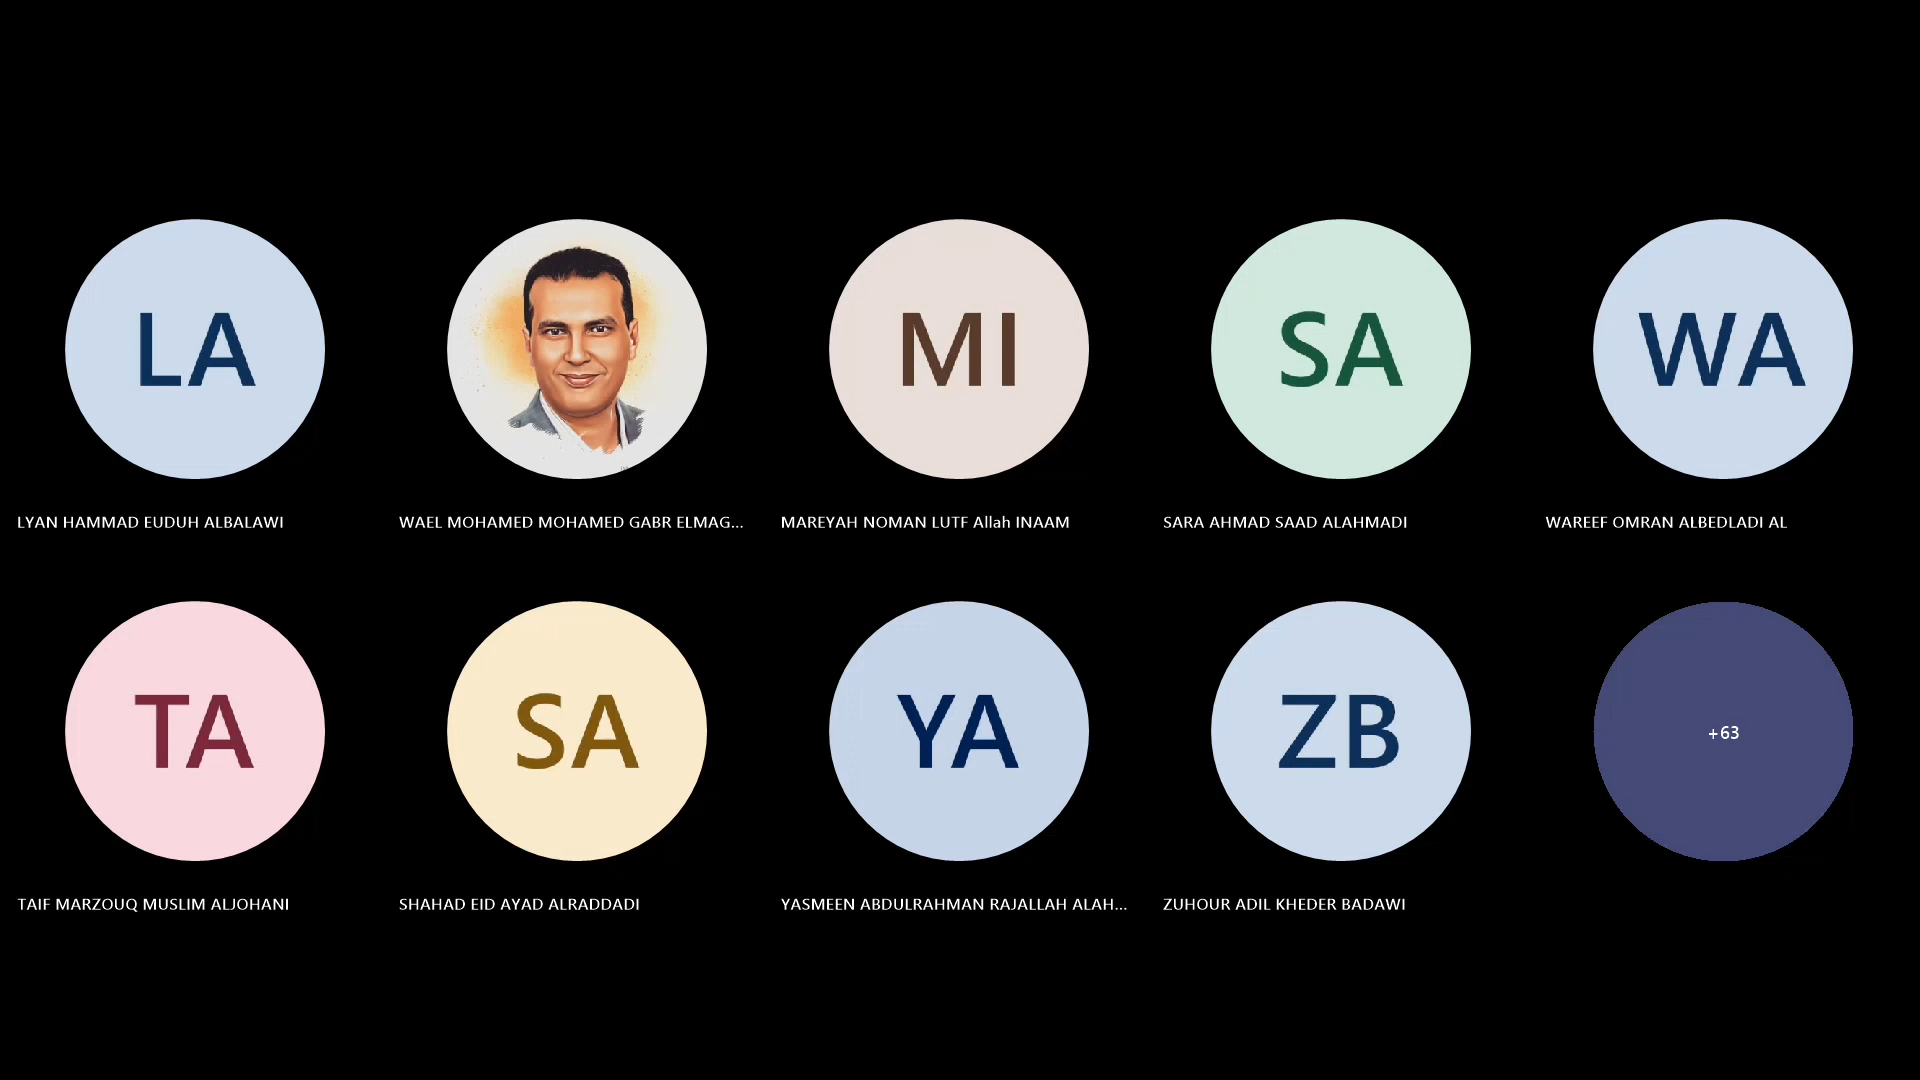 LA
MI
SA
WA
LYAN HAMMAD EUDUH ALBALAWI
WAEL MOHAMED MOHAMED GABR ELMAG...
MAREYAH NOMAN LUTF Allah INAAM
SARA AHMAD SAAD ALAHMADI
WAREEF OMRAN ALBEDLADI AL
TA
SA
YA
ZB
+63
TAIF MARZOUQ MUSLIM ALJOHANI
SHAHAD EID AYAD ALRADDADI
YASMEEN ABDULRAHMAN RAJALLAH ALAH...
ZUHOUR ADIL KHEDER BADAWI